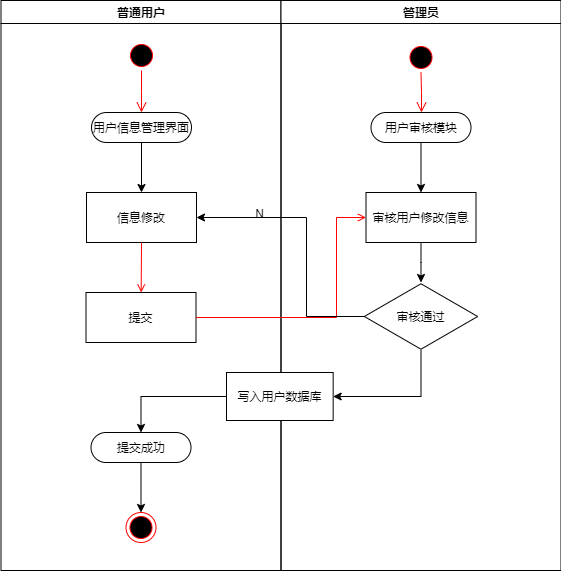 普通用户
管理员
用户信息管理界面
用户审核模块
信息修改
N
审核用户修改信息
提交
审核通过
写入用户数据库
提交成功